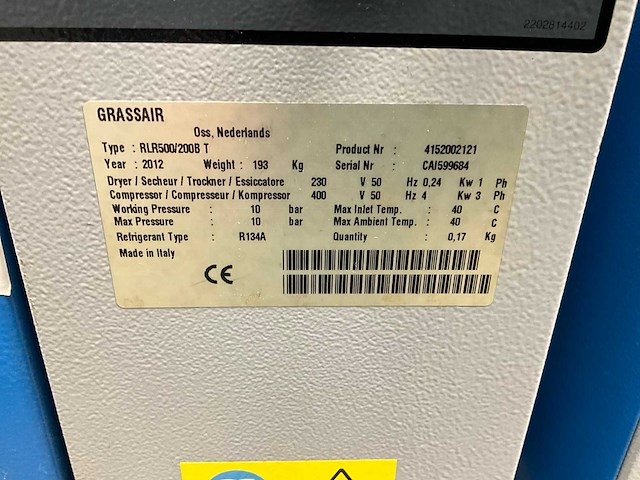 2202814402
GRASSAIR
Oss, Nederlands
Type : RLR500/200B T Product Nr : 4152002121
Year : 2012 Weight : 193 Kg Serial Nr : CAI599684
Dryer / Secheur / Trockner / Essiccatore 230 V 50 Hz 0,24 Kw 1 Ph
Compressor / Compresseur / Kompressor 400 V 50 Hz 4 Kw 3 Ph
Working Pressure : 10 bar Max Inlet Temp. : 40 C
Max Pressure : 10 bar Max Ambient Temp. : 40 C
Refrigerant Type : R134A Quantity : 0,17 Kg
Made in Italy
CE